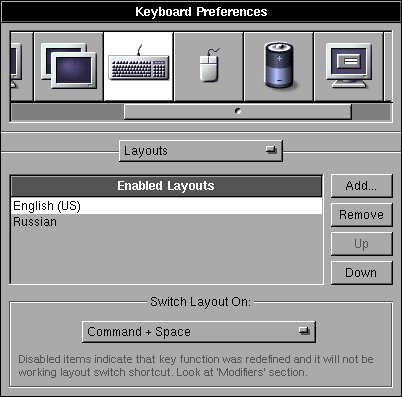 Keyboard Preferences
Layouts
Enabled Layouts
English (US)
Russian
Add...
Remove
Up
Down
Switch Layout On:
Command + Space
Disabled items indicate that key function was redefined and it will not be
working layout switch shortcut. Look at 'Modifiers' section.